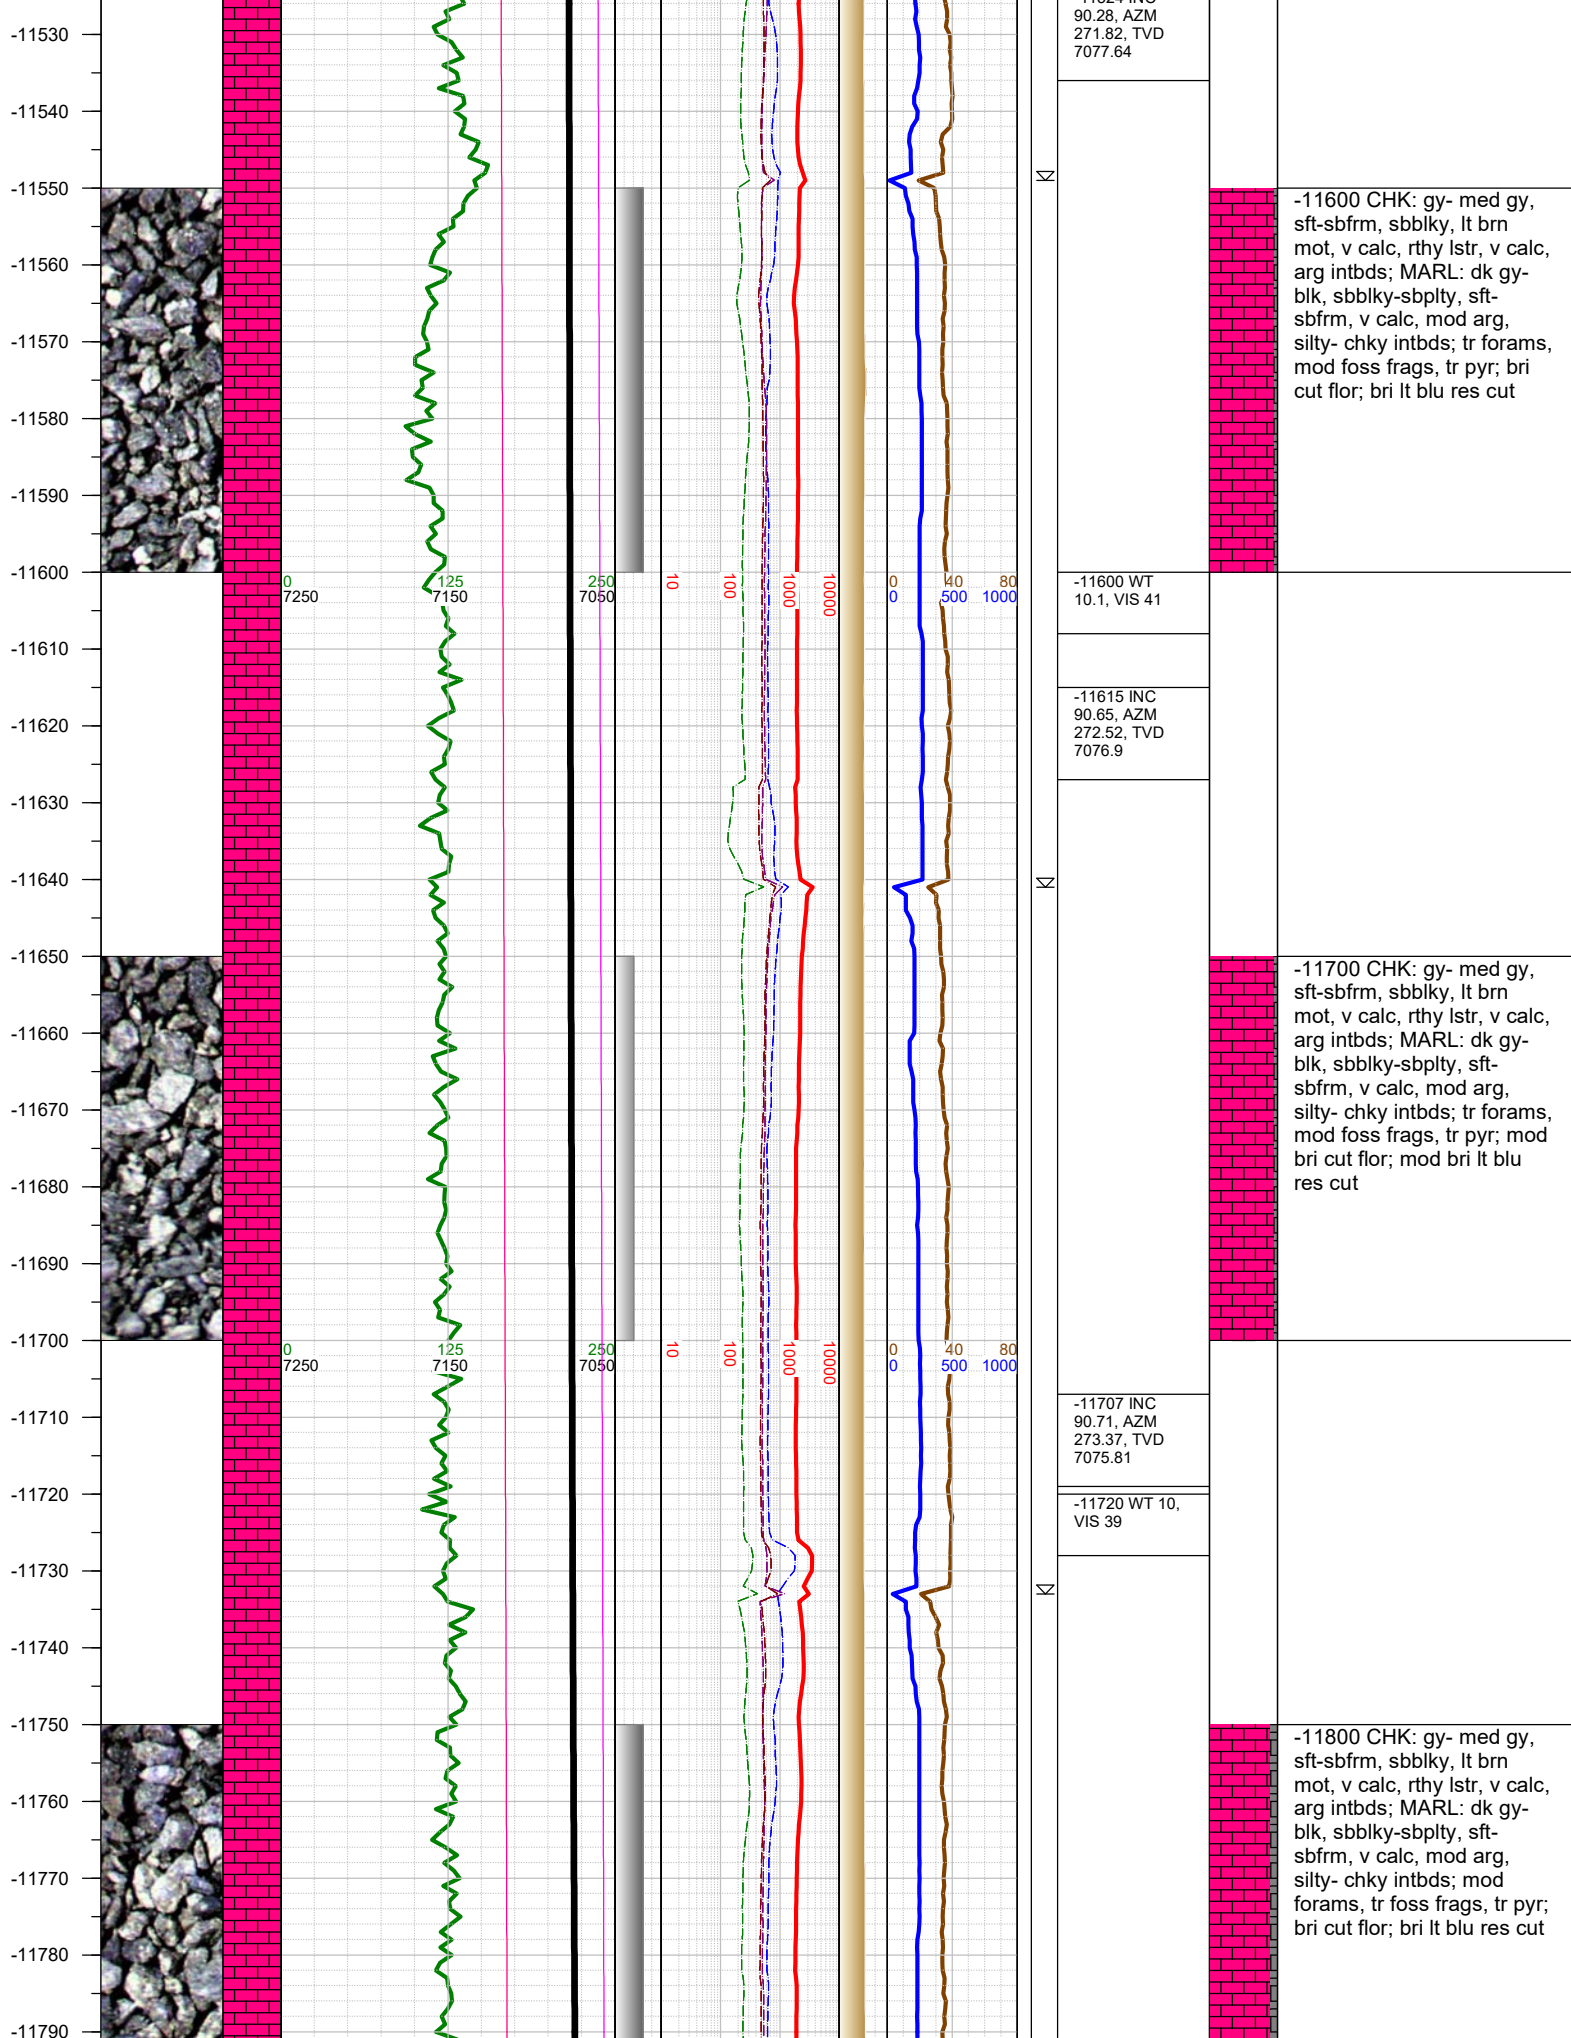 -11624 INC
90.28, AZM
271.82, TVD
7077.64
-11530
-11540
-11550
-11560
-11570
-11580
-11590
-11600
-11600 CHK: gy- med gy,
sft-sbfrm, sbblky, lt brn
mot, v calc, rthy lstr, v calc,
arg intbds; MARL: dk gy-
blk, sbblky-sbplty, sft-
sbfrm, v calc, mod arg,
silty- chky intbds; tr forams,
mod foss frags, tr pyr; bri
cut flor; bri lt blu res cut
0 125 250
7250 7150 7050
10 100 1000 10000
0 40 80
0 500 1000
-11600 WT
10.1, VIS 41
-11610
-11620
-11630
-11640
-11650
-11660
-11670
-11680
-11690
-11700
-11615 INC
90.65, AZM
272.52, TVD
7076.9
-11700 CHK: gy- med gy,
sft-sbfrm, sbblky, lt brn
mot, v calc, rthy lstr, v calc,
arg intbds; MARL: dk gy-
blk, sbblky-sbplty, sft-
sbfrm, v calc, mod arg,
silty- chky intbds; tr forams,
mod foss frags, tr pyr; mod
bri cut flor; mod bri lt blu
res cut
0 125 250
7250 7150 7050
10 100 1000 10000
0 40 80
0 500 1000
-11710
-11720
-11730
-11740
-11750
-11760
-11770
-11780
-11790
-11707 INC
90.71, AZM
273.37, TVD
7075.81
-11720 WT 10,
VIS 39
-11800 CHK: gy- med gy,
sft-sbfrm, sbblky, lt brn
mot, v calc, rthy lstr, v calc,
arg intbds; MARL: dk gy-
blk, sbblky-sbplty, sft-
sbfrm, v calc, mod arg,
silty- chky intbds; mod
forams, tr foss frags, tr pyr;
bri cut flor; bri lt blu res cut